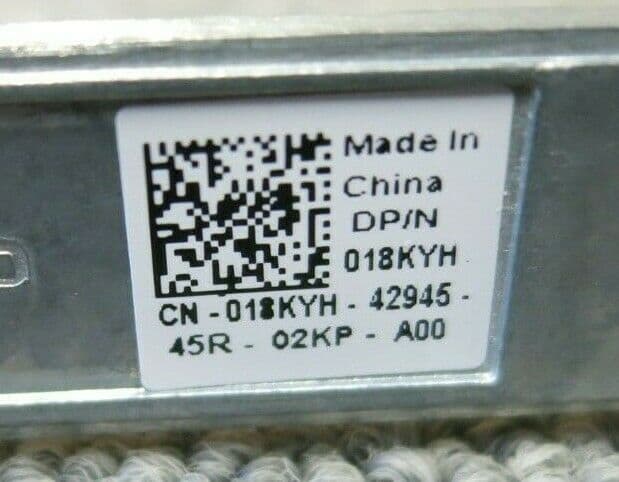 Made In
China
DP/N
018KYH
CN-018KYH-42945-
45R-02KP-A00